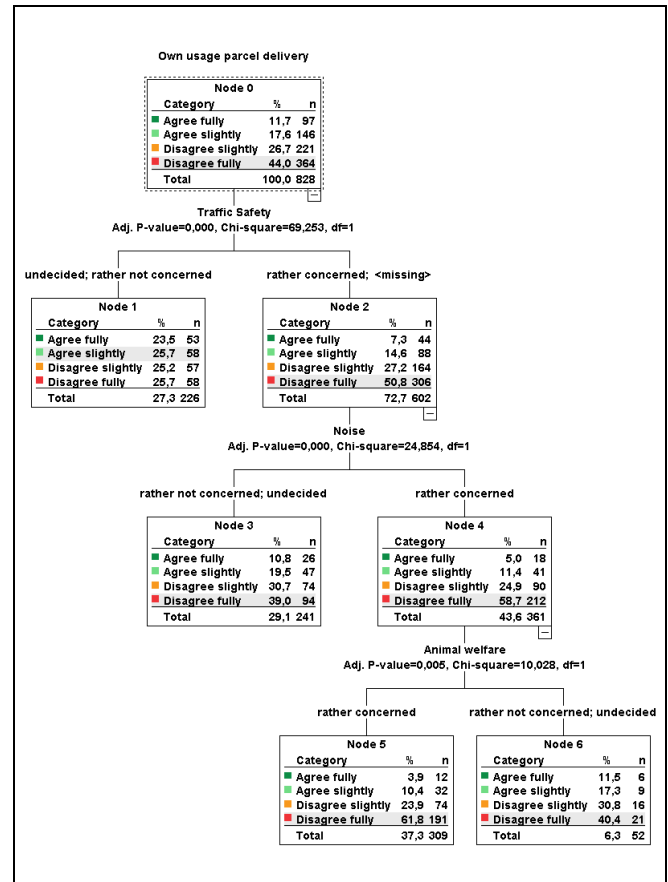 Own usage parcel delivery
Node 0
Category % n
Agree fully 11,7 97
Agree slightly 17,6 146
Disagree slightly 26,7 221
Disagree fully 44,0 364
Total 100,0 828
Traffic Safety
Adj. P-value=0,000, Chi-square=69,253, df=1
undecided; rather not concerned
rather concerned; <missing>
Node 1
Category % n
Agree fully 23,5 53
Agree slightly 25,7 58
Disagree slightly 25,2 57
Disagree fully 25,7 58
Total 27,3 226
Node 2
Category % n
Agree fully 7,3 44
Agree slightly 14,6 88
Disagree slightly 27,2 164
Disagree fully 50,8 306
Total 72,7 602
Noise
Adj. P-value=0,000, Chi-square=24,854, df=1
rather not concerned; undecided
rather concerned
Node 3
Category % n
Agree fully 10,8 26
Agree slightly 19,5 47
Disagree slightly 30,7 74
Disagree fully 39,0 94
Total 29,1 241
Node 4
Category % n
Agree fully 5,0 18
Agree slightly 11,4 41
Disagree slightly 24,9 90
Disagree fully 58,7 212
Total 43,6 361
Animal welfare
Adj. P-value=0,005, Chi-square=10,028, df=1
rather concerned
rather not concerned; undecided
Node 5
Category % n
Agree fully 3,9 12
Agree slightly 10,4 32
Disagree slightly 23,9 74
Disagree fully 61,8 191
Total 37,3 309
Node 6
Category % n
Agree fully 11,5 6
Agree slightly 17,3 9
Disagree slightly 30,8 16
Disagree fully 40,4 21
Total 6,3 52